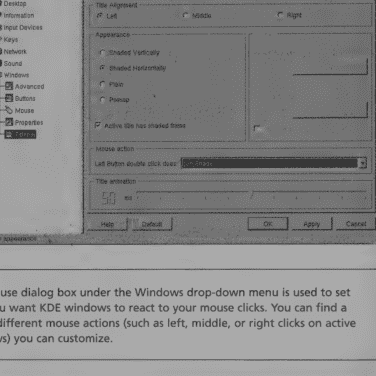 Desktop
Information
Input Devices
Keys
Network
Sound
Windows
Advanced
Buttons
Mouse
Properties
Title Alignment
Left
Middle
Right
Appearance
Shaded Vertically
Shaded Horizontally
Plain
Pixmap
Active title has shaded frame
Mouse action
Left Button double click does:
Title animation
50 ms
Help
Default
OK
Apply
Cancel
appearance
use dialog box under the Windows drop-down menu is used to set
u want KDE windows to react to your mouse clicks. You can find a
different mouse actions (such as left, middle, or right clicks on active
ws) you can customize.